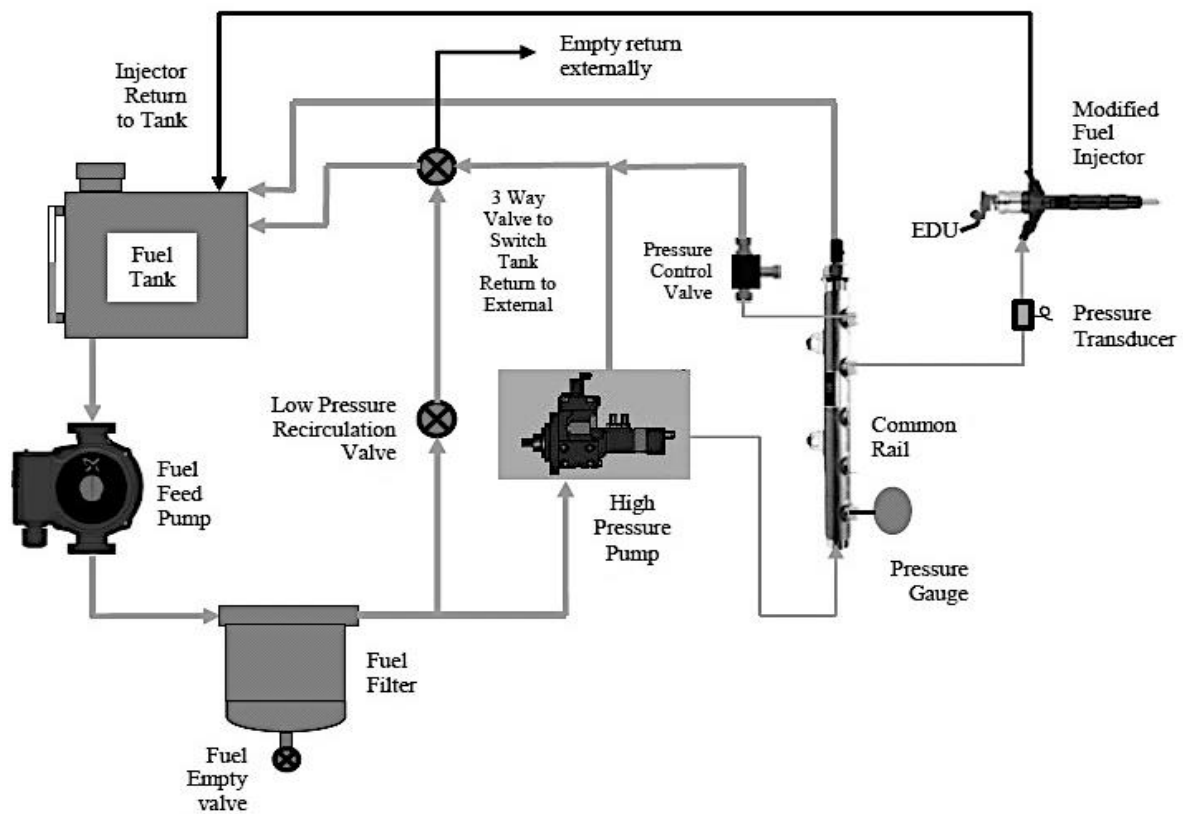 Empty return
externally
Injector
Return
to Tank
Modified
Fuel
Injector
3 Way
Valve to
Switch
Tank
Return to
External
EDU
Pressure
Control
Valve
Fuel
Tank
Pressure
Transducer
Low Pressure
Recirculation
Valve
Common
Rail
Fuel
Feed
Pump
High
Pressure
Pump
Pressure
Gauge
Fuel
Filter
Fuel
Empty
valve